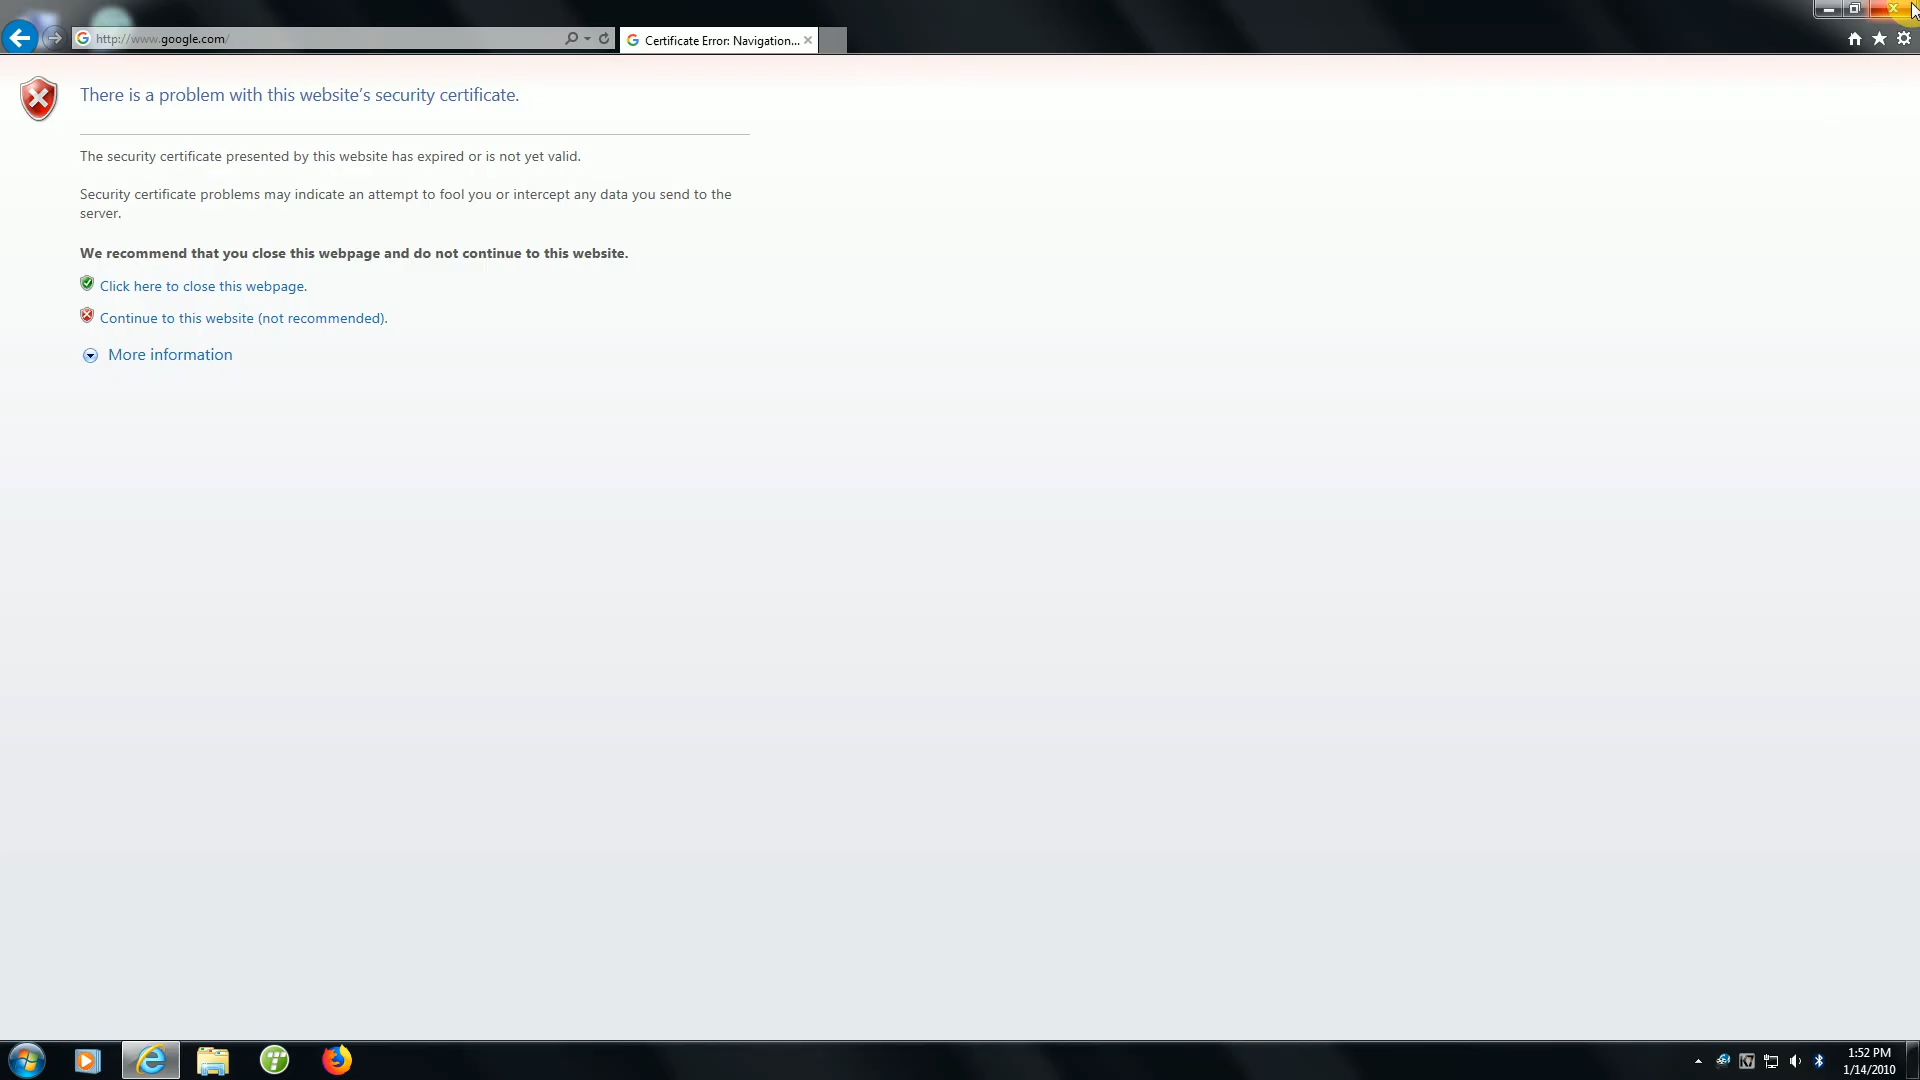 http://www.google.com/
Certificate Error: Navigation...
There is a problem with this website's security certificate.
The security certificate presented by this website has expired or is not yet valid.
Security certificate problems may indicate an attempt to fool you or intercept any data you send to the
server.
We recommend that you close this webpage and do not continue to this website.
Click here to close this webpage.
Continue to this website (not recommended).
More information
1:52 PM
1/14/2010